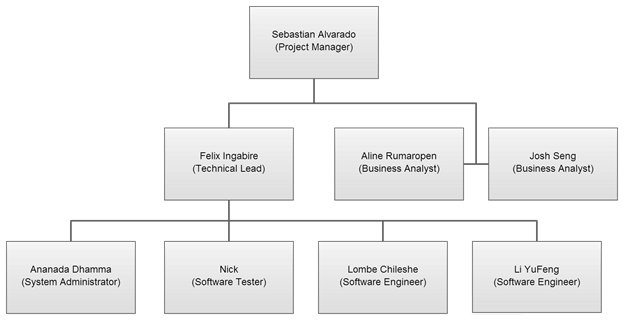 Sebastian Alvarado
(Project Manager)
Felix Ingabire
(Technical Lead)
Aline Rumaropen
(Business Analyst)
Josh Seng
(Business Analyst)
Ananada Dhamma
(System Administrator)
Nick
(Software Tester)
Lombe Chileshe
(Software Engineer)
Li YuFeng
(Software Engineer)